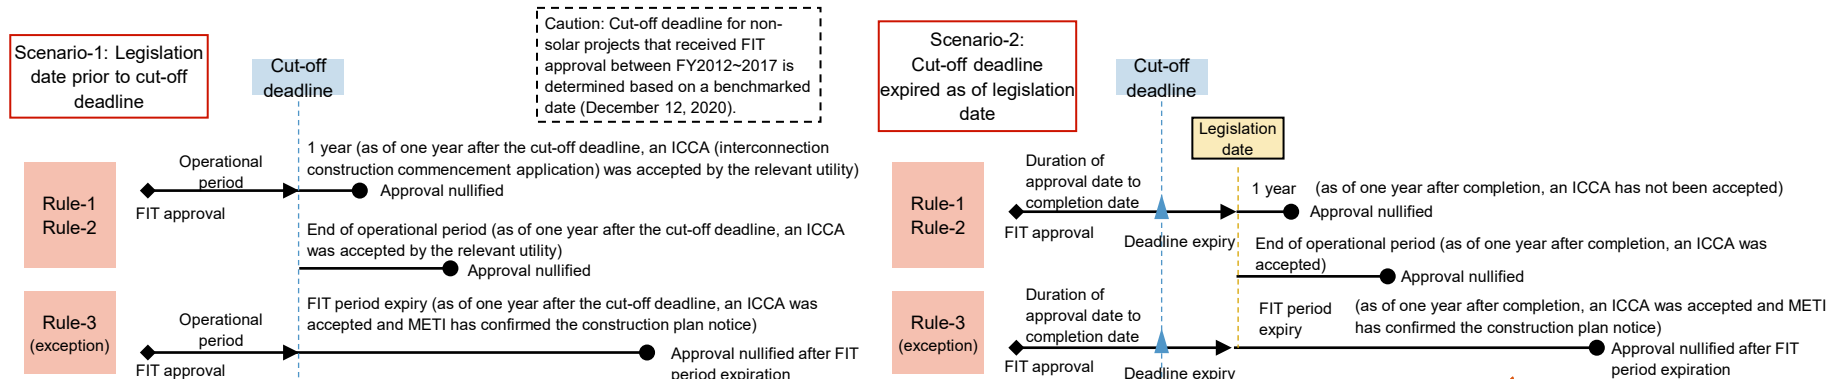 Scenario-1: Legislation
date prior to cut-off
deadline
Cut-off
deadline
Caution: Cut-off deadline for non-
solar projects that received FIT
approval between FY2012~2017 is
determined based on a benchmarked
date (December 12, 2020).
Rule-1
Rule-2
Operational
period
FIT approval
1 year (as of one year after the cut-off deadline, an ICCA (interconnection
construction commencement application) was accepted by the relevant utility)
Approval nullified
End of operational period (as of one year after the cut-off deadline, an ICCA
was accepted by the relevant utility)
Approval nullified
Rule-3
(exception)
Operational
period
FIT approval
FIT period expiry (as of one year after the cut-off deadline, an ICCA was
accepted and METI has confirmed the construction plan notice)
Approval nullified after FIT
period expiration
Scenario-2:
Cut-off deadline
expired as of legislation
date
Cut-off
deadline
Legislation
date
Rule-1
Rule-2
Duration of
approval date to
completion date
FIT approval
Deadline expiry
1 year (as of one year after completion, an ICCA has not been accepted)
Approval nullified
End of operational period (as of one year after completion, an ICCA was
accepted)
Approval nullified
Rule-3
(exception)
Duration of
approval date to
completion date
FIT approval
Deadline expiry
FIT period
expiry
(as of one year after completion, an ICCA was accepted and METI
has confirmed the construction plan notice)
Approval nullified after FIT
period expiration